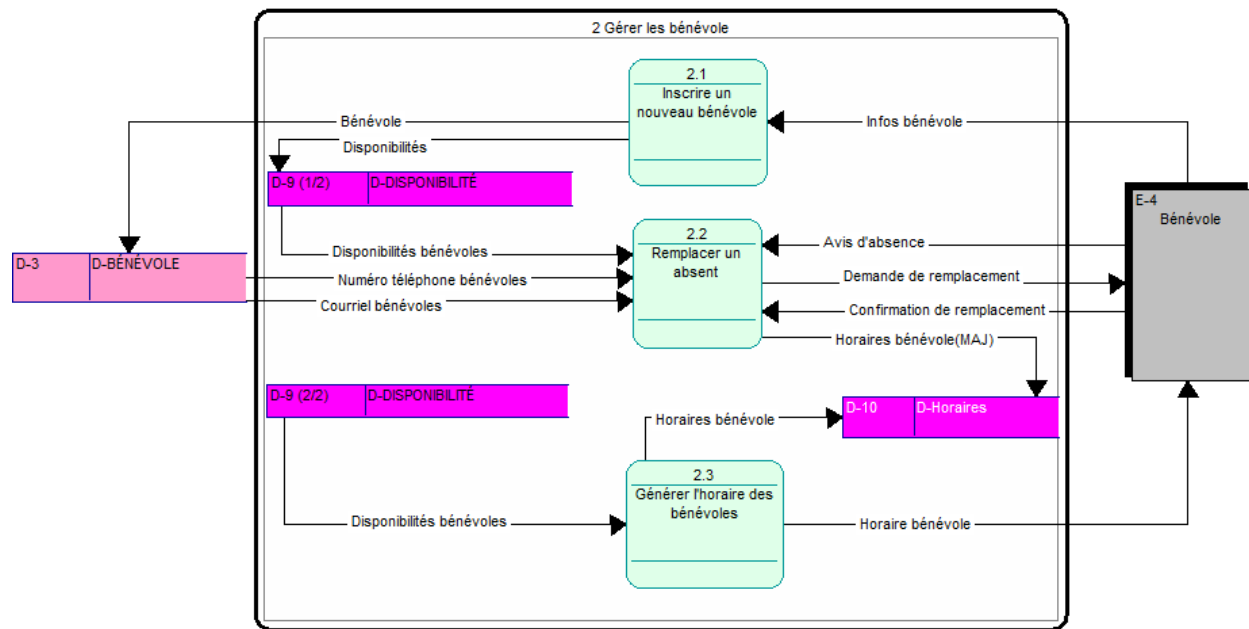 2 Gérer les bénévole
2.1
Inscrire un
nouveau bénévole
Bénévole
Infos bénévole
Disponibilités
D-9 (1/2) D-DISPONIBILITÉ
E-4
Bénévole
2.2
Remplacer un
absent
Disponibilités bénévoles
Avis d'absence
D-3 D-BÉNÉVOLE
Numéro téléphone bénévoles
Demande de remplacement
Courriel bénévoles
Confirmation de remplacement
Horaires bénévole(MAJ)
D-9 (2/2) D-DISPONIBILITÉ
Horaires bénévole
D-10 D-Horaires
2.3
Générer l'horaire des
bénévoles
Disponibilités bénévoles
Horaire bénévole